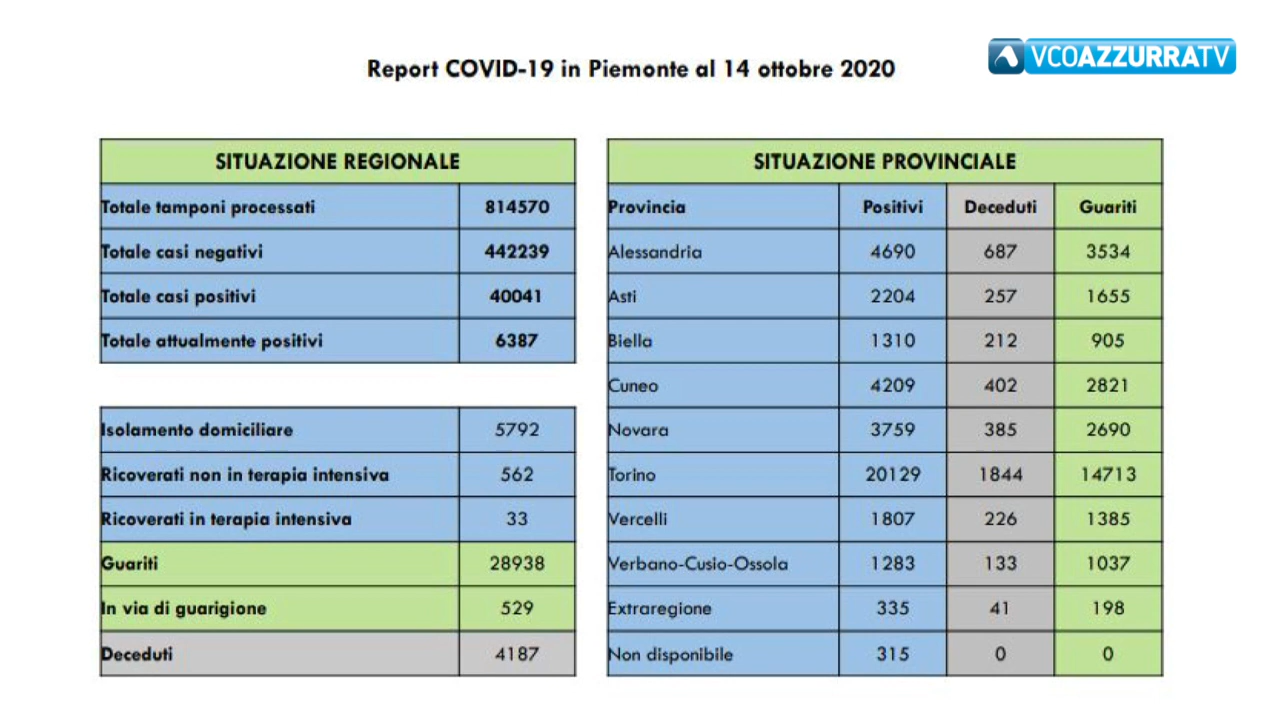 VCOAZZURRATV
Report COVID-19 in Piemonte al 14 ottobre 2020
SITUAZIONE REGIONALE
Totale tamponi processati 814570
Totale casi negativi 442239
Totale casi positivi 40041
Totale attualmente positivi 6387
Isolamento domiciliare 5792
Ricoverati non in terapia intensiva 562
Ricoverati in terapia intensiva 33
Guariti 28938
In via di guarigione 529
Deceduti 4187
SITUAZIONE PROVINCIALE
Provincia Positivi Deceduti Guariti
Alessandria 4690 687 3534
Asti 2204 257 1655
Biella 1310 212 905
Cuneo 4209 402 2821
Novara 3759 385 2690
Torino 20129 1844 14713
Vercelli 1807 226 1385
Verbano-Cusio-Ossola 1283 133 1037
Extraregione 335 41 198
Non disponibile 315 0 0